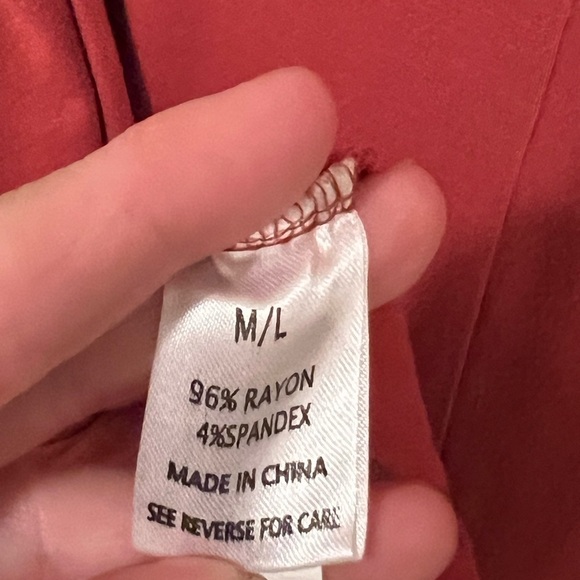 M/L
96% RAYON
4%SPANDEX
MADE IN CHINA
SEE REVERSE FOR CARE